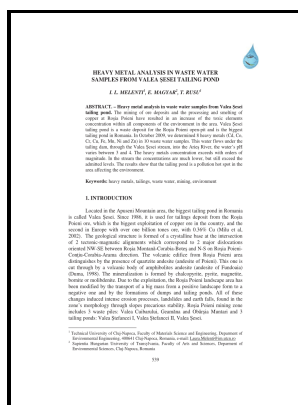 HEAVY METAL ANALYSIS IN WASTE WATER
SAMPLES FROM VALEA ŞESEI TAILING POND
I. L. MELENTI¹, E. MAGYAR², T. RUSU¹
ABSTRACT. – Heavy metal analysis in waste water samples from Valea Şesei
tailing pond. The mining of ore deposits and the processing and smelting of
copper at Roşia Poieni have resulted in an increase of the toxic elements
concentration within all components of the environment in the area. Valea Şesei
tailing pond is a waste deposit for the Roşia Poieni open-pit and is the biggest
tailing pond in Romania. In October 2009, we determined 8 heavy metals (Cd, Co,
Cr, Cu, Fe, Mn, Ni and Zn) in 10 waste water samples. This water flows under the
tailing dam, through the Valea Şesei stream, into the Arieş River, the water's pH
varies between 3 and 4. The heavy metal concentration exceeds with orders of
magnitude. In the stream the concentrations are much lower, but still exceed the
admitted levels. The results show that the tailing pond is a pollution hot spot in the
area affecting the environment.
Keywords: heavy metals, tailings, waste water, mining, environment
1. INTRODUCTION
Located in the Apuseni Mountain area, the biggest tailing pond in Romania
is called Valea Şesei. Since 1986, it is used for tailings deposit from the Roşia
Poieni ore, which is the biggest exploitation of copper ore in the country, and the
second in Europe with over one billion tones ore, with 0.36% Cu (Milu et al,
2002). The geological structure is formed of a crystalline base at the intersection
of 2 tectonic-magmatic alignments which correspond to 2 major dislocations
oriented NW-SE between Roşia Montană-Corabia-Boteş and N-S on Roşia Poieni-
Conţu-Corabia-Arama direction. The volcanic edifice from Roşia Poieni area
distinguishes by the presence of quartzite andesite (andesite of Poieni). This one is
cut through by a volcanic body of amphibolites andesite (andesite of Fundoaia)
(Duma, 1998). The mineralization is formed by chalcopyrite, pyrite, magnetite,
bornite or molibdenite. Due to the exploitation, the Roşia Poieni landscape area has
been modified by the transport of a big mass from a positive landscape form to a
negative one and by the formation of dumps and tailing ponds. All of these
changes induced intense erosion processes, landslides and earth falls, found in the
zone's morphology through slopes precarious stability. Roşia Poieni mining zone
includes 3 waste piles: Valea Cuibarului, Geamăna and Obârşia Muntari and 3
tailing ponds: Valea Ştefancei I, Valea Ştefancei II, Valea Şesei.
¹ Technical University of Cluj-Napoca, Faculty of Materials Science and Engineering, Department of
Environmental Engineering, 400641 Cluj-Napoca, Romania, e-mail:
² Sapientia Hungarian University of Transylvania, Faculty of Arts and Sciences, Department of
Environmental Sciences, Cluj-Napoca, Romania
539